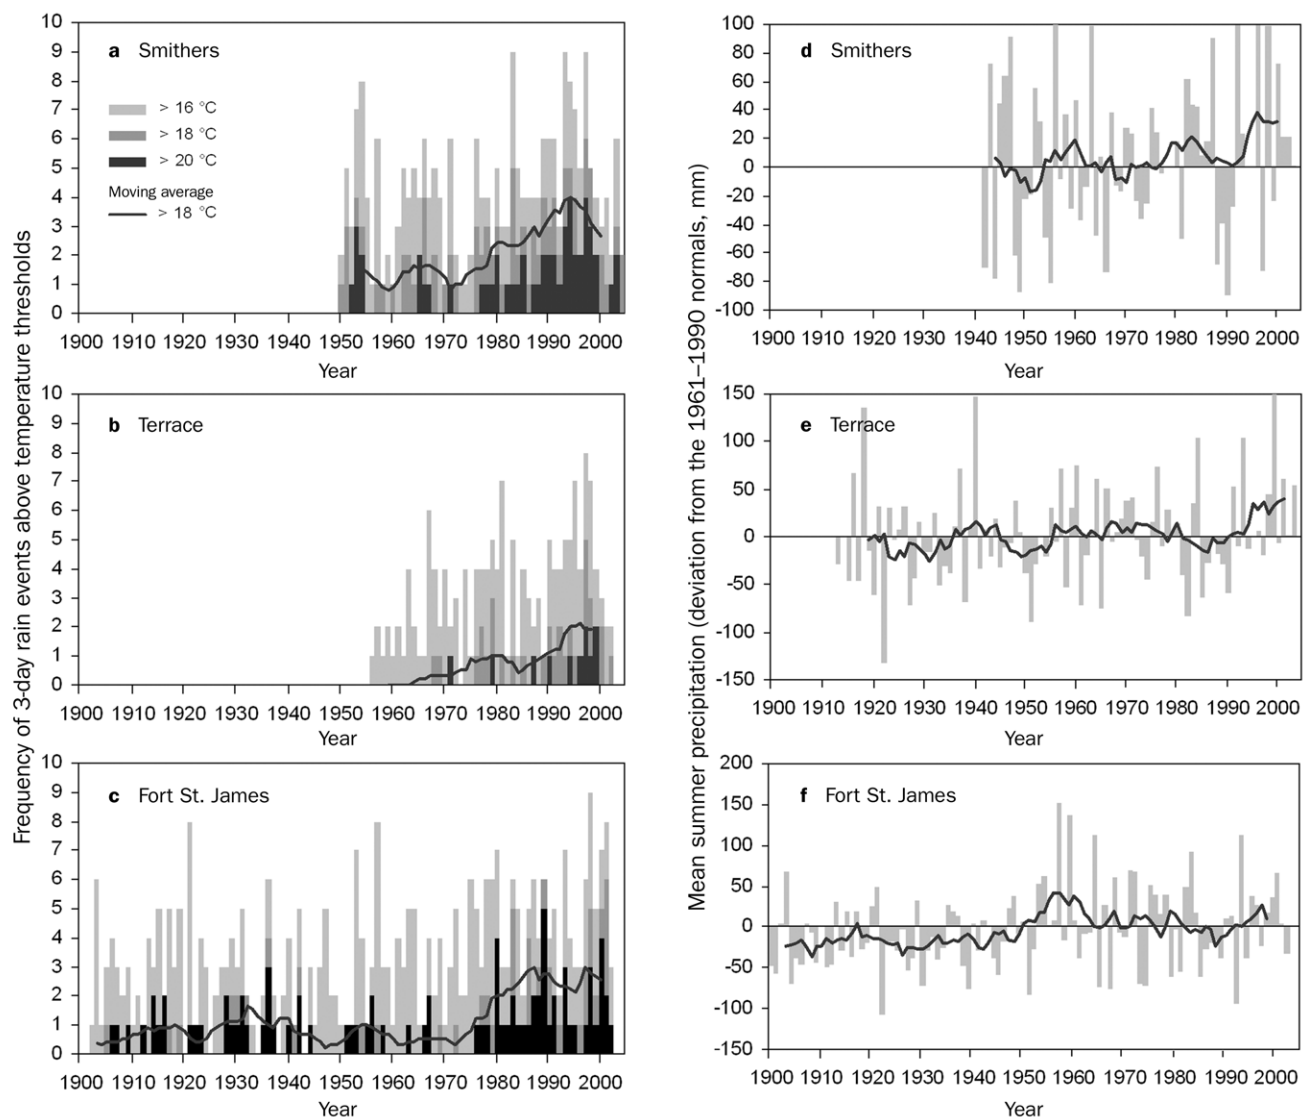 Frequency of 3-day rain events above temperature thresholds
10
9
8
7
6
5
4
3
2
1
0
a Smithers
> 16 °C
> 18 °C
> 20 °C
Moving average
> 18 °C
1900 1910 1920 1930 1940 1950 1960 1970 1980 1990 2000
Year
10
9
8
7
6
5
4
3
2
1
0
b Terrace
1900 1910 1920 1930 1940 1950 1960 1970 1980 1990 2000
Year
10
9
8
7
6
5
4
3
2
1
0
c Fort St. James
1900 1910 1920 1930 1940 1950 1960 1970 1980 1990 2000
Year
Mean summer precipitation (deviation from the 1961–1990 normals, mm)
100
80
60
40
20
0
-20
-40
-60
-80
-100
d Smithers
1900 1910 1920 1930 1940 1950 1960 1970 1980 1990 2000
Year
150
100
50
0
-50
-100
-150
e Terrace
1900 1910 1920 1930 1940 1950 1960 1970 1980 1990 2000
Year
200
150
100
50
0
-50
-100
-150
f Fort St. James
1900 1910 1920 1930 1940 1950 1960 1970 1980 1990 2000
Year